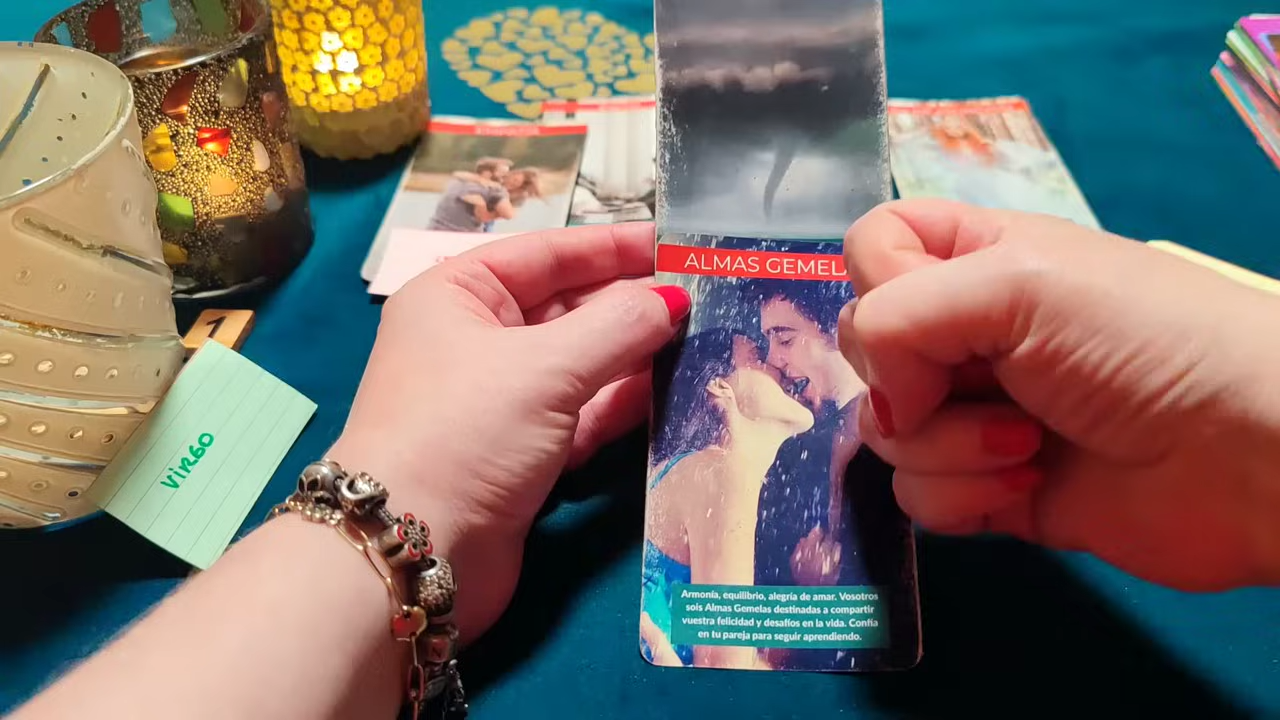 1
VIRGO
ALMAS GEMELA
Armonía, equilibrio, alegría de amar. Vosotros
sois Almas Gemelas destinadas a compartir
vuestra felicidad y desafíos en la vida. Confía
en tu pareja para seguir aprendiendo.